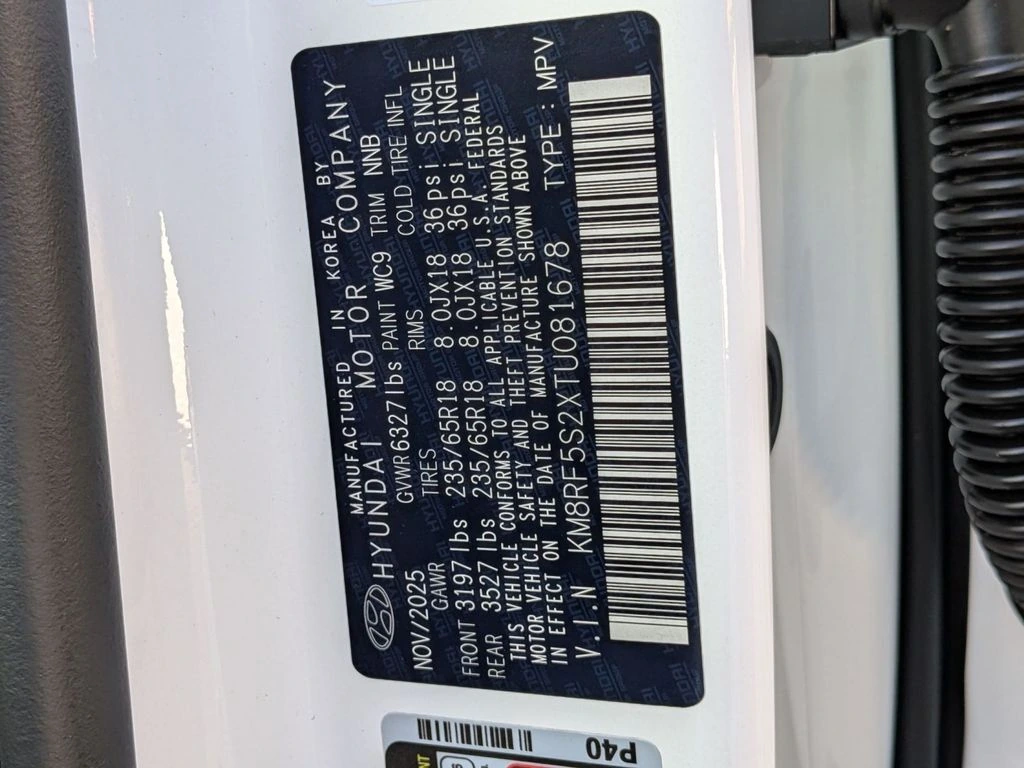 MANUFACTURED IN KOREA BY
HYUNDAI MOTOR COMPANY
NOV/2025 GVWR 6327lbs PAINT WC9 TRIM NNB
GAWR TIRES RIMS COLD TIRE INFL
FRONT 3197lbs 235/65R18 8.0JX18 36psi SINGLE
REAR 3527lbs 235/65R18 8.0JX18 36psi SINGLE
THIS VEHICLE CONFORMS TO ALL APPLICABLE U.S.A. FEDERAL
MOTOR VEHICLE SAFETY AND THEFT PREVENTION STANDARDS
IN EFFECT ON THE DATE OF MANUFACTURE SHOWN ABOVE
V.I.N KM8RF5S2XTU081678 TYPE : MPV
P40